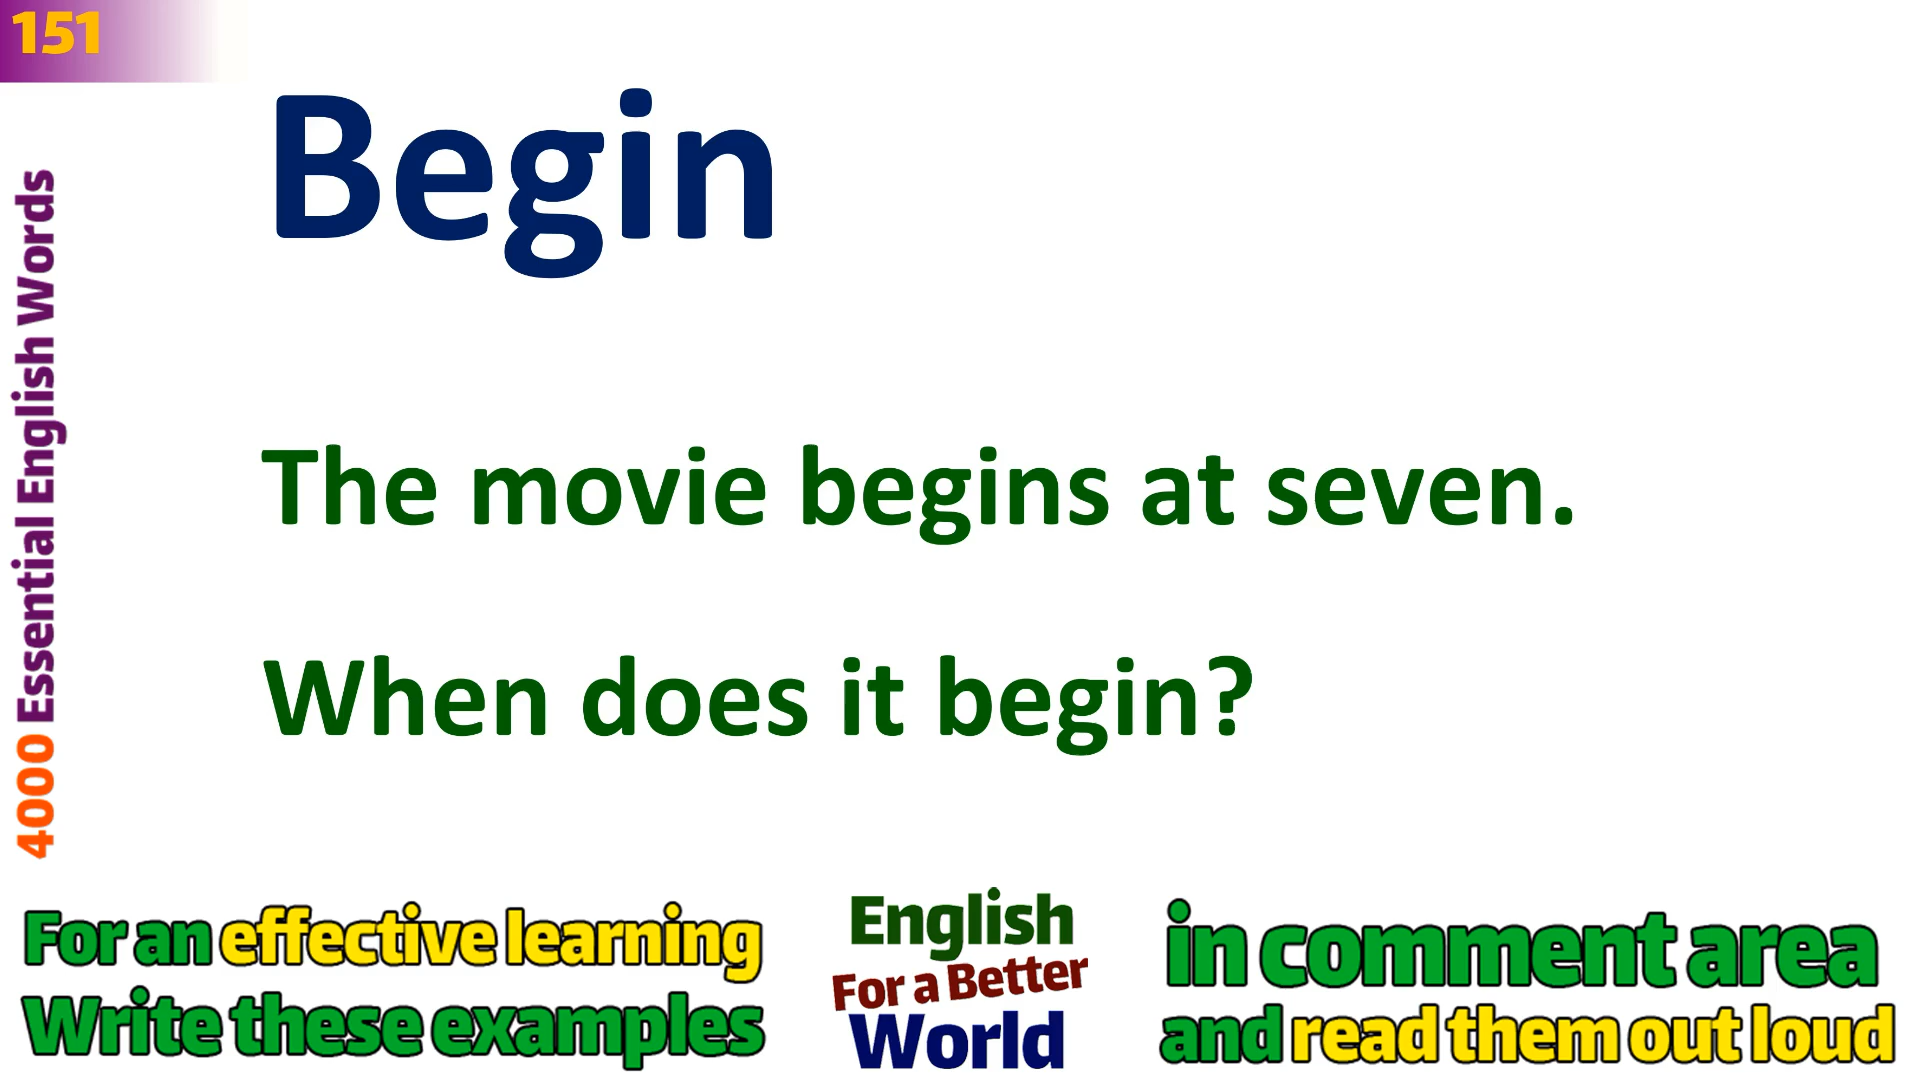 151
Begin
4000 Essential English Words
The movie begins at seven.
When does it begin?
For an effective learning
Write these examples
English
For a Better
World
in comment area
and read them out loud